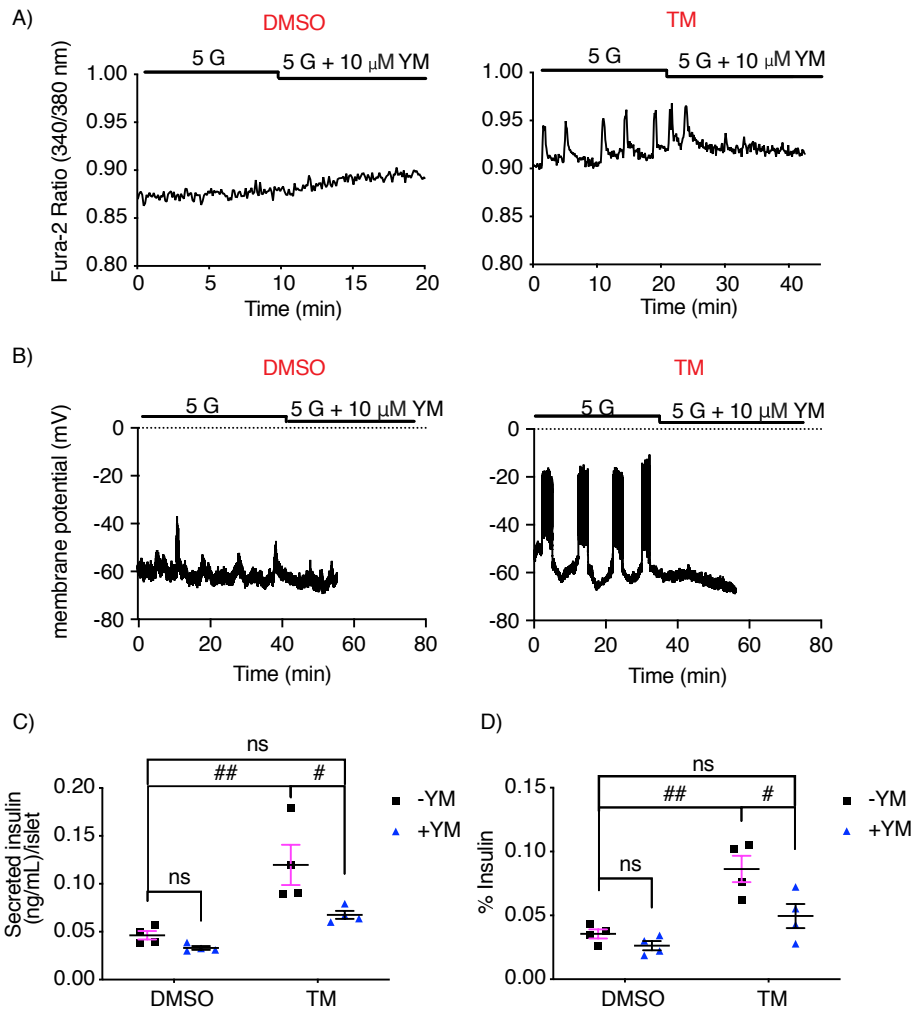 A)
DMSO
TM
5 G
5 G + 10 μM YM
5 G
5 G + 10 μM YM
Fura-2 Ratio (340/380 nm)
1.00
0.95
0.90
0.85
0.80
0
5
10
15
20
Time (min)
1.00
0.95
0.90
0.85
0.80
0
10
20
30
40
Time (min)
B)
DMSO
TM
5 G
5 G + 10 μM YM
5 G
5 G + 10 μM YM
membrane potential (mV)
0
-20
-40
-60
-80
0
20
40
60
80
Time (min)
0
-20
-40
-60
-80
0
20
40
60
80
Time (min)
C)
ns
##
#
ns
Secreted insulin
(ng/mL)/islet
0.20
0.15
0.10
0.05
0.00
DMSO
TM
-YM
+YM
D)
ns
##
#
ns
% Insulin
0.15
0.10
0.05
0.00
DMSO
TM
-YM
+YM